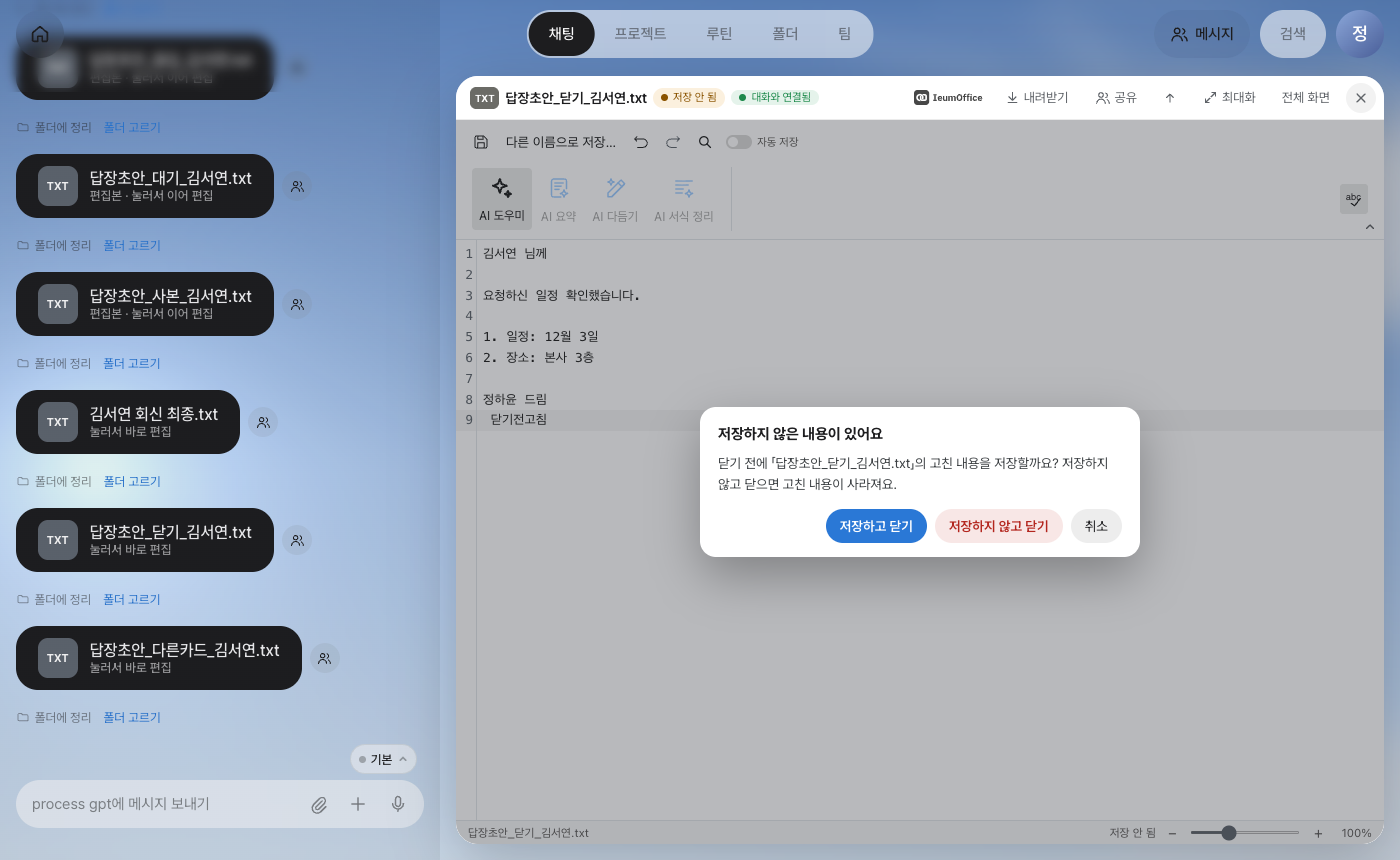 채팅
프로젝트
루틴
폴더
팀
메시지
검색
정
폴더에 정리 폴더 고르기
TXT
답장초안_대기_김서연.txt
편집본 · 눌러서 이어 편집
폴더에 정리 폴더 고르기
TXT
답장초안_사본_김서연.txt
편집본 · 눌러서 이어 편집
폴더에 정리 폴더 고르기
TXT
김서연 회신 최종.txt
눌러서 바로 편집
폴더에 정리 폴더 고르기
TXT
답장초안_닫기_김서연.txt
눌러서 바로 편집
폴더에 정리 폴더 고르기
TXT
답장초안_다른카드_김서연.txt
눌러서 바로 편집
폴더에 정리 폴더 고르기
기본
process gpt에 메시지 보내기
TXT 답장초안_닫기_김서연.txt 저장 안 됨 대화와 연결됨
IeumOffice 내려받기 공유 최대화 전체 화면
다른 이름으로 저장... 자동 저장
AI 도우미 AI 요약 AI 다듬기 AI 서식 정리
abc
1 김서연 님께
2
3 요청하신 일정 확인했습니다.
4
5 1. 일정: 12월 3일
6 2. 장소: 본사 3층
7
8 정하윤 드림
9 닫기전고침
저장하지 않은 내용이 있어요
닫기 전에 「답장초안_닫기_김서연.txt」의 고친 내용을 저장할까요? 저장하지
않고 닫으면 고친 내용이 사라져요.
저장하고 닫기 저장하지 않고 닫기 취소
답장초안_닫기_김서연.txt
저장 안 됨 − + 100%